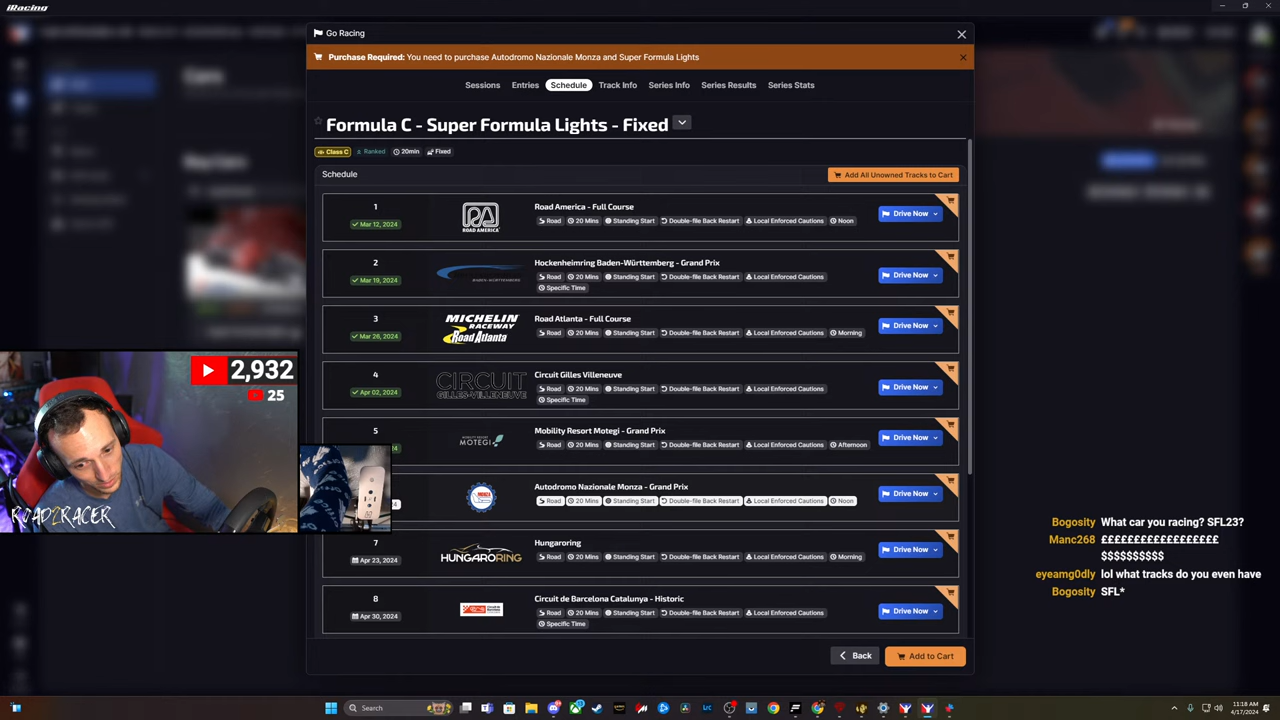 iRacing
Go Racing
Purchase Required: You need to purchase Autodromo Nazionale Monza and Super Formula Lights
Sessions Entries Schedule Track Info Series Info Series Results Series Stats
Formula C - Super Formula Lights - Fixed
Class C Ranked 20min Fixed
Schedule Add All Unowned Tracks to Cart
1 Mar 12, 2024
ROAD AMERICA
Road America - Full Course
Road 20 Mins Standing Start Double-file Back Restart Local Enforced Cautions Noon
Drive Now
2 Mar 19, 2024
BADEN-WÜRTTEMBERG
Hockenheimring Baden-Württemberg - Grand Prix
Road 20 Mins Standing Start Double-file Back Restart Local Enforced Cautions
Specific Time
Drive Now
3 Mar 26, 2024
MICHELIN
RACEWAY
Road Atlanta
Road Atlanta - Full Course
Road 20 Mins Standing Start Double-file Back Restart Local Enforced Cautions Morning
Drive Now
4 Apr 02, 2024
CIRCUIT
GILLES-VILLENEUVE
Circuit Gilles Villeneuve
Road 20 Mins Standing Start Double-file Back Restart Local Enforced Cautions
Specific Time
Drive Now
5
MOBILITY RESORT
MOTEGI
Mobility Resort Motegi - Grand Prix
Road 20 Mins Standing Start Double-file Back Restart Local Enforced Cautions Afternoon
Drive Now
MONZA
Autodromo Nazionale Monza - Grand Prix
Road 20 Mins Standing Start Double-file Back Restart Local Enforced Cautions Noon
Drive Now
7 Apr 23, 2024
HUNGARORING
Hungaroring
Road 20 Mins Standing Start Double-file Back Restart Local Enforced Cautions Morning
Drive Now
8 Apr 30, 2024
Circuit de Barcelona Catalunya - Historic
Road 20 Mins Standing Start Double-file Back Restart Local Enforced Cautions
Specific Time
Drive Now
Back Add to Cart
2,932
25
ROAD2RACER
Bogosity What car you racing? SFL23?
Manc268 ££££££££££££££££££
$$$$$$$$$$
eyeamg0dly lol what tracks do you even have
Bogosity SFL*
Search
11:18 AM
4/17/2024